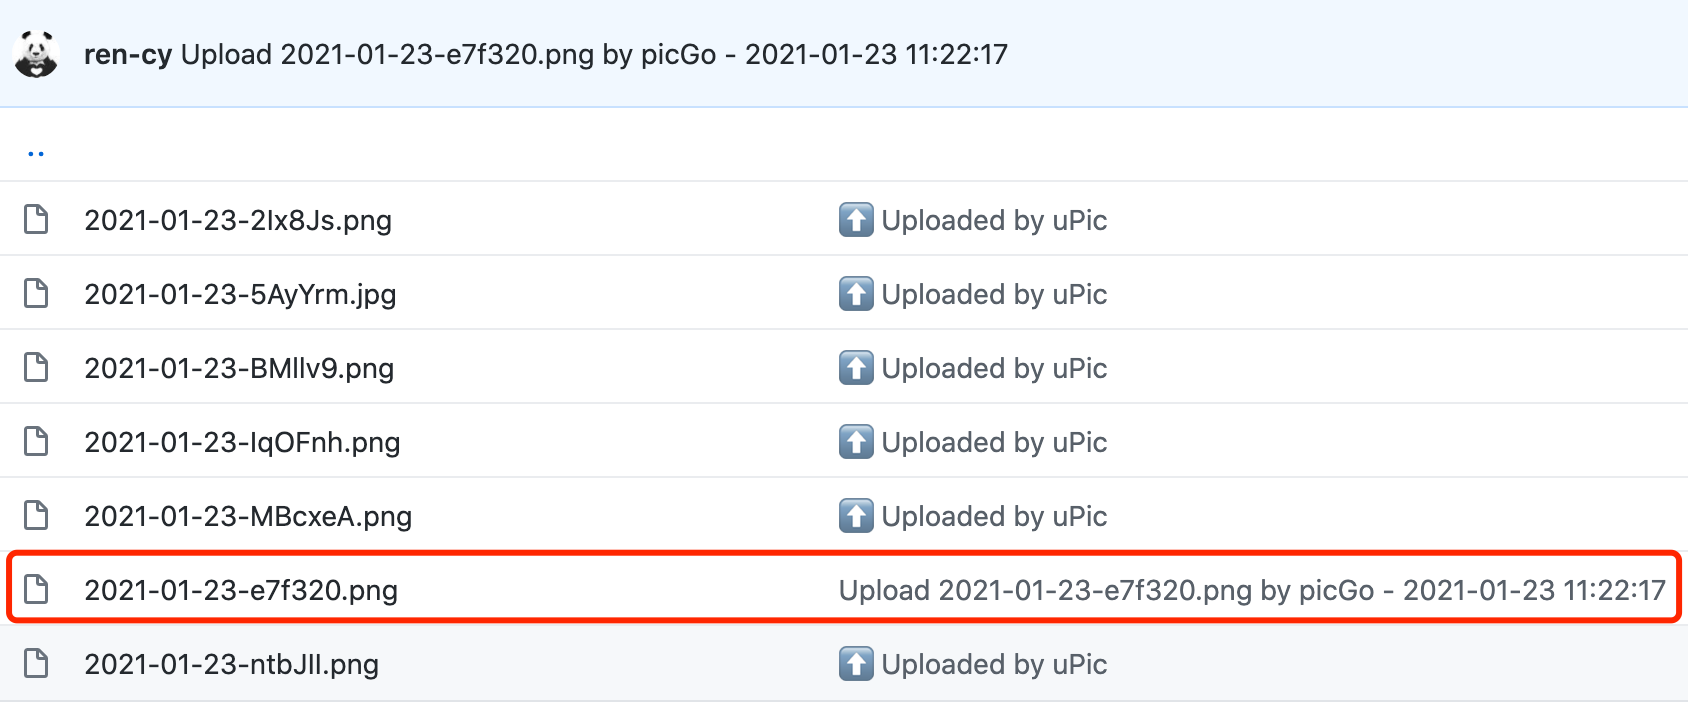 ren-cy Upload 2021-01-23-e7f320.png by picGo - 2021-01-23 11:22:17
..
2021-01-23-2Ix8Js.png ⬆️ Uploaded by uPic
2021-01-23-5AyYrm.jpg ⬆️ Uploaded by uPic
2021-01-23-BMllv9.png ⬆️ Uploaded by uPic
2021-01-23-IqOFnh.png ⬆️ Uploaded by uPic
2021-01-23-MBcxeA.png ⬆️ Uploaded by uPic
2021-01-23-e7f320.png Upload 2021-01-23-e7f320.png by picGo - 2021-01-23 11:22:17
2021-01-23-ntbJII.png ⬆️ Uploaded by uPic